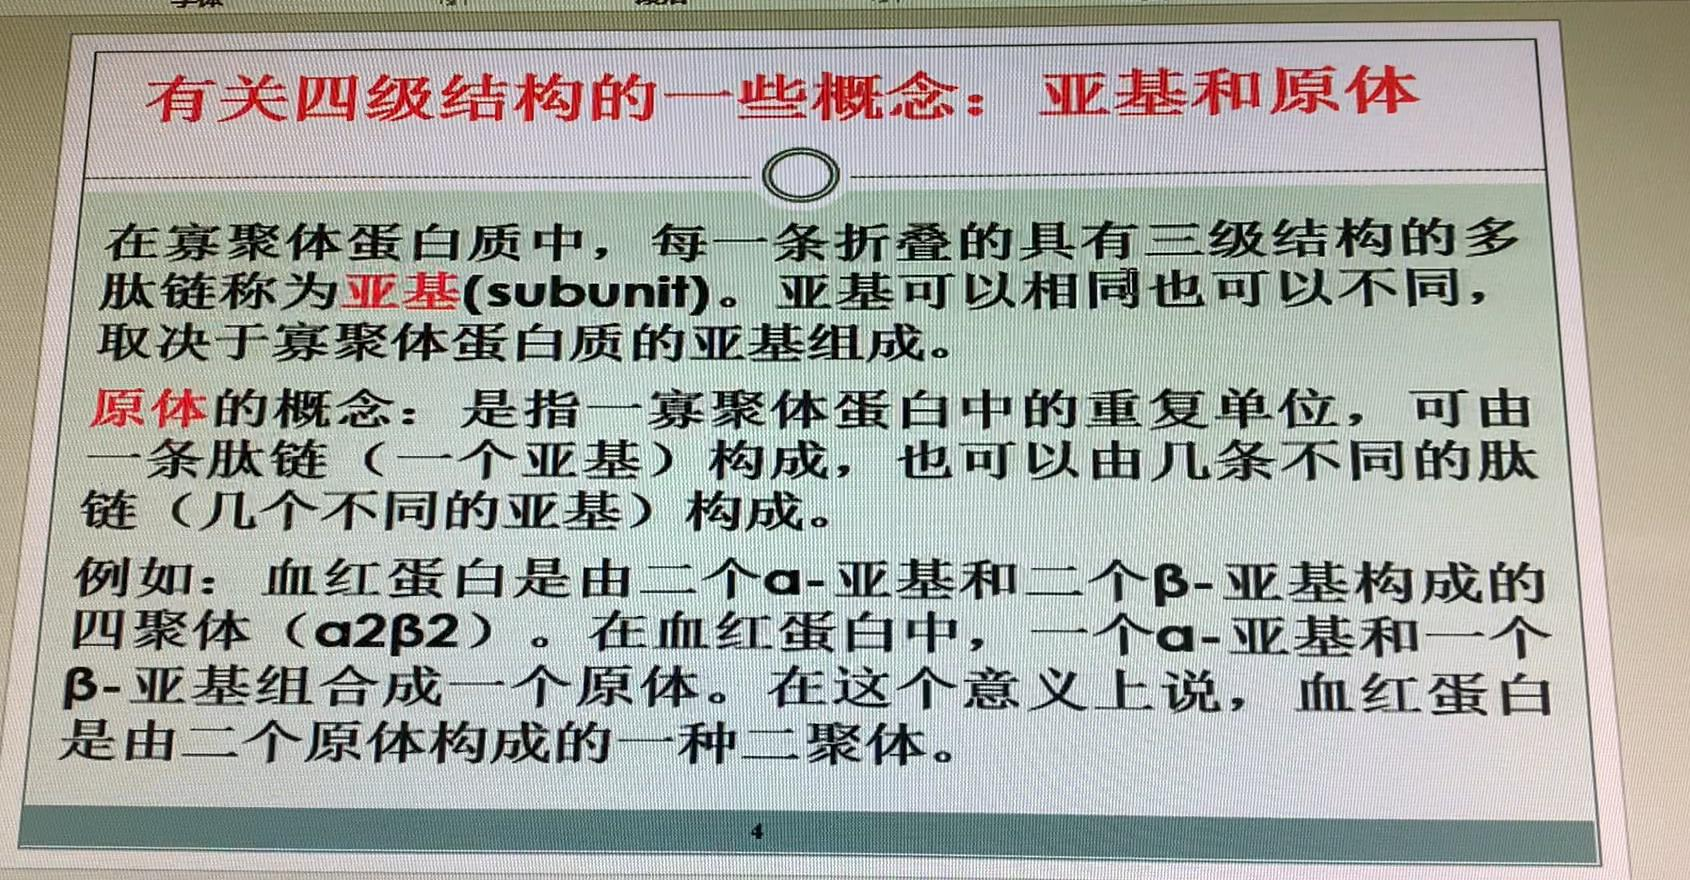 有关四级结构的一些概念：亚基和原体
在寡聚体蛋白质中，每一条折叠的具有三级结构的多
肽链称为亚基(subunit)。亚基可以相同也可以不同，
取决于寡聚体蛋白质的亚基组成。
原体的概念：是指一寡聚体蛋白中的重复单位，可由
一条肽链（一个亚基）构成，也可以由几条不同的肽
链（几个不同的亚基）构成。
例如：血红蛋白是由二个α-亚基和二个β-亚基构成的
四聚体（α2β2）。在血红蛋白中，一个α-亚基和一个
β-亚基组合成一个原体。在这个意义上说，血红蛋白
是由二个原体构成的一种二聚体。
4